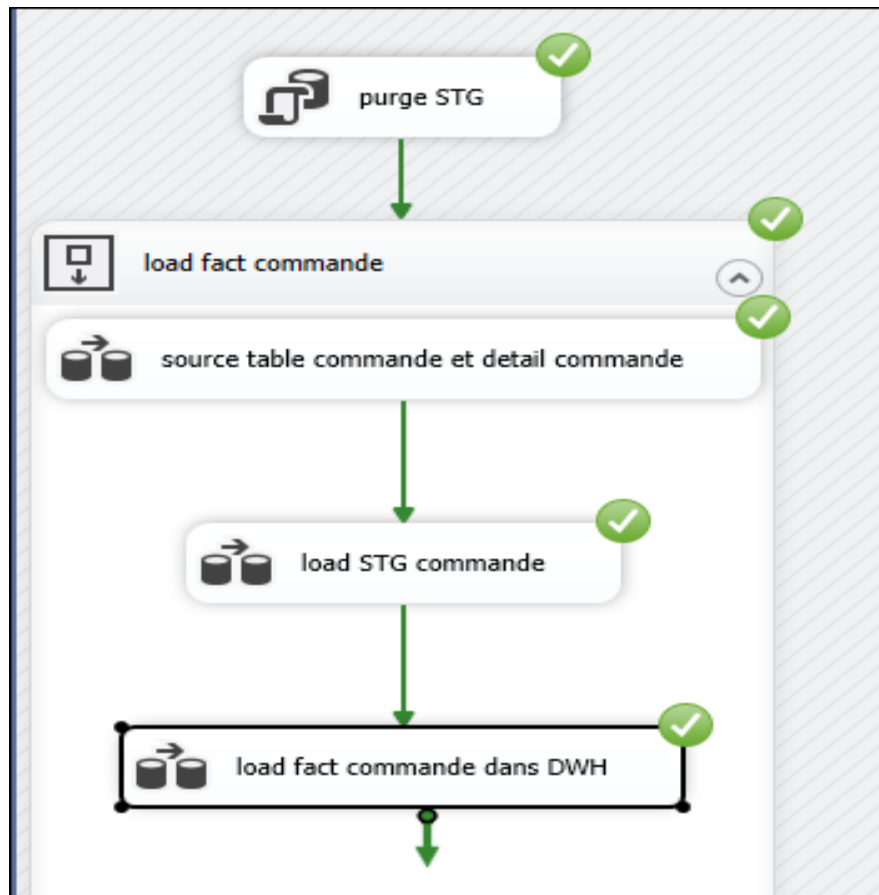 purge STG
load fact commande
source table commande et detail commande
load STG commande
load fact commande dans DWH